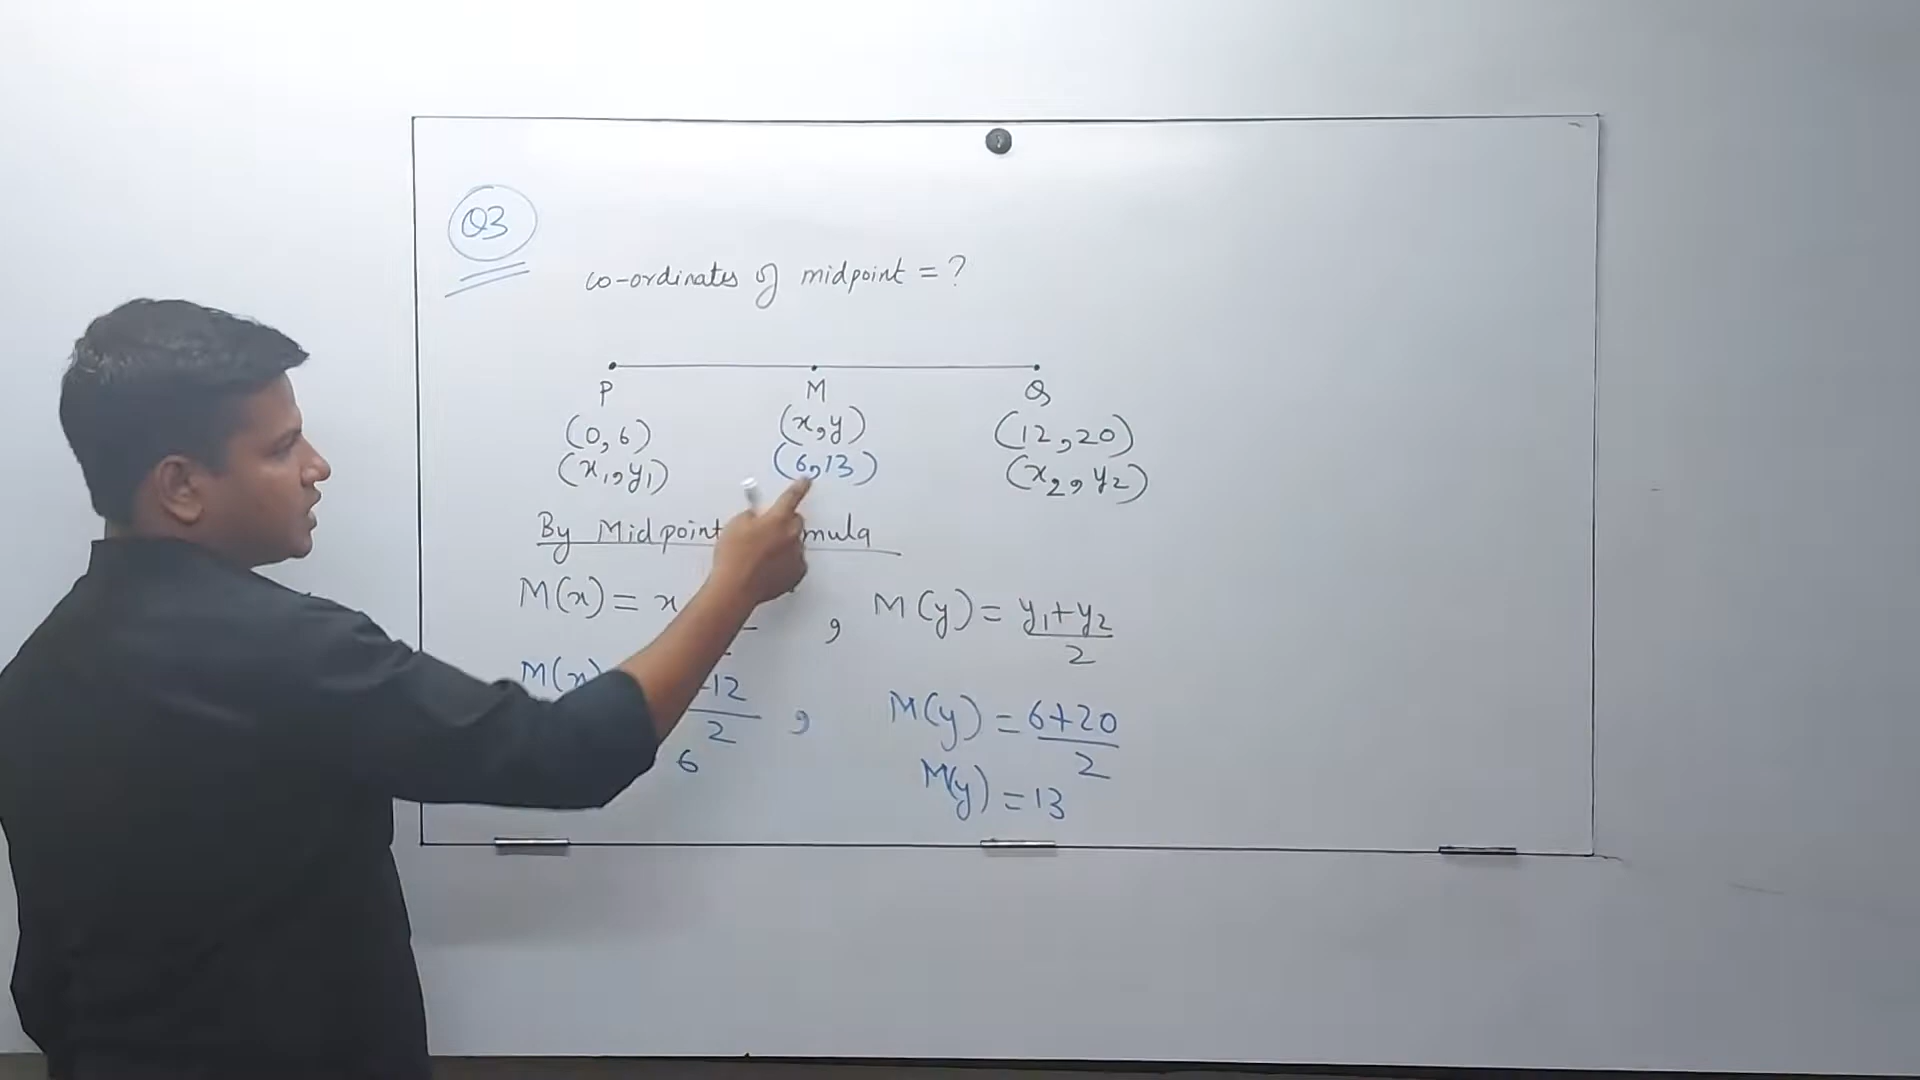 Q3
co-ordinates of midpoint = ?
P M Q
(0, 6) (x, y) (12, 20)
(x₁, y₁) (6, 13) (x₂, y₂)
By Midpoint mula
M(x) = x , M(y) = y₁+y₂/2
M(x) 12/2 , M(y) = 6+20/2
6 M(y) = 13